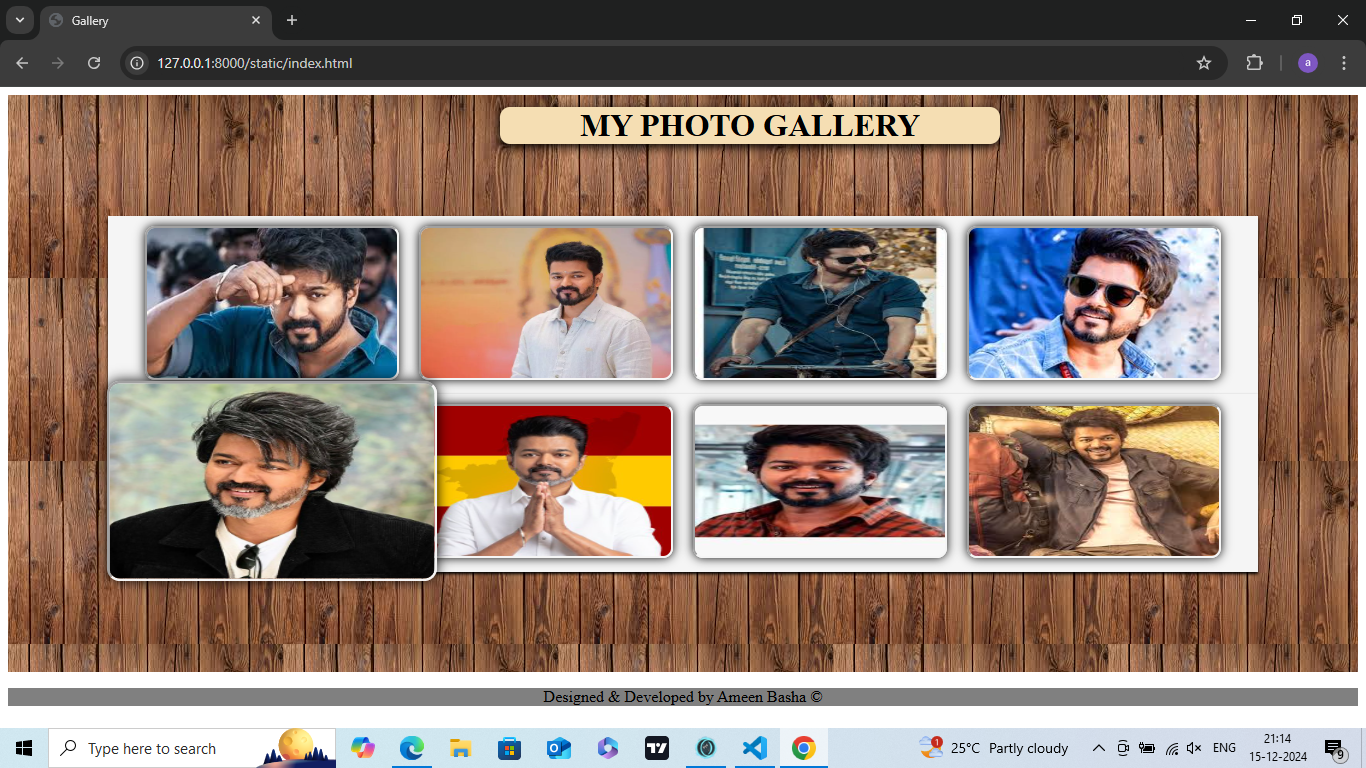 Gallery
127.0.0.1:8000/static/index.html
a
MY PHOTO GALLERY
Designed & Developed by Ameen Basha ©
Type here to search
1
25°C Partly cloudy
ENG
21:14
15-12-2024
9